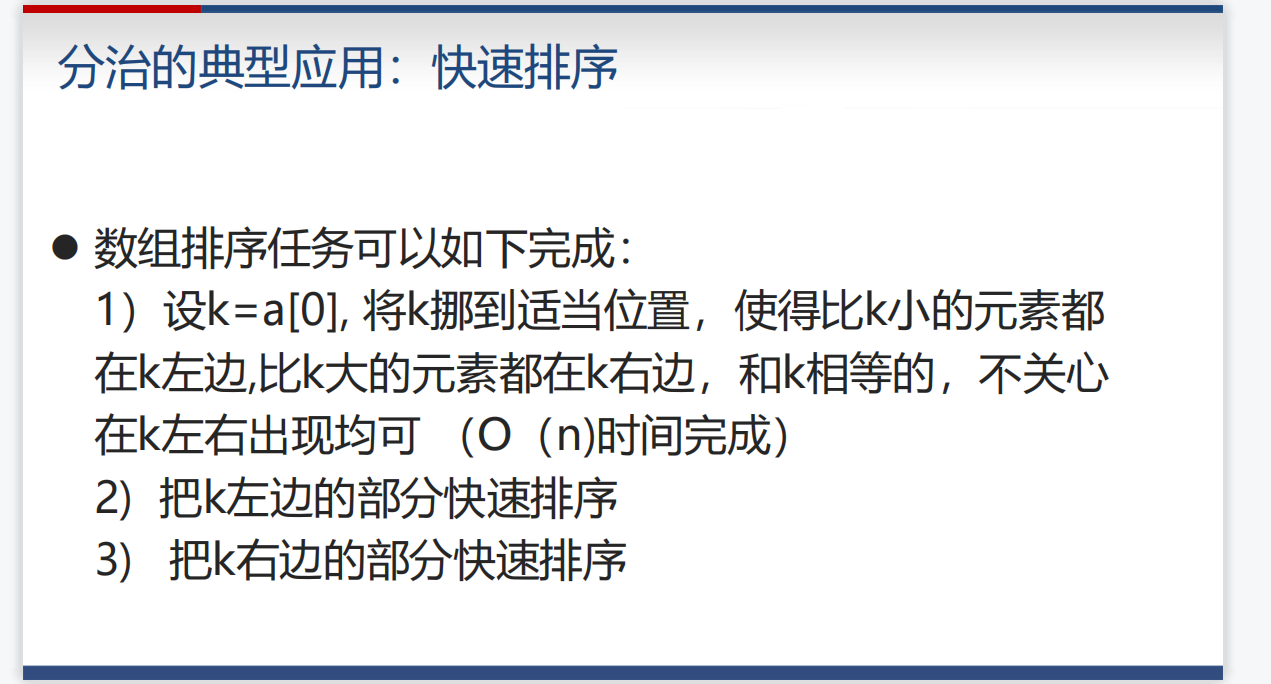 分治的典型应用：快速排序
● 数组排序任务可以如下完成：
1）设k=a[0], 将k挪到适当位置，使得比k小的元素都
在k左边,比k大的元素都在k右边，和k相等的，不关心
在k左右出现均可 （O（n)时间完成）
2）把k左边的部分快速排序
3） 把k右边的部分快速排序